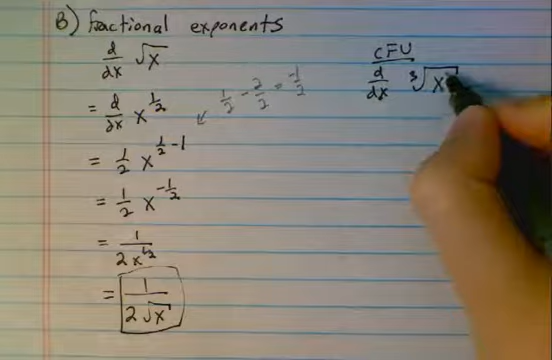 B) fractional exponents
d/dx √x
= d/dx x^(1/2)
1/2 - 2/2 = -1/2
= 1/2 x^(1/2 - 1)
= 1/2 x^(-1/2)
= 1/(2x^(1/2))
= 1/(2√x)
CFU
d/dx ∛x